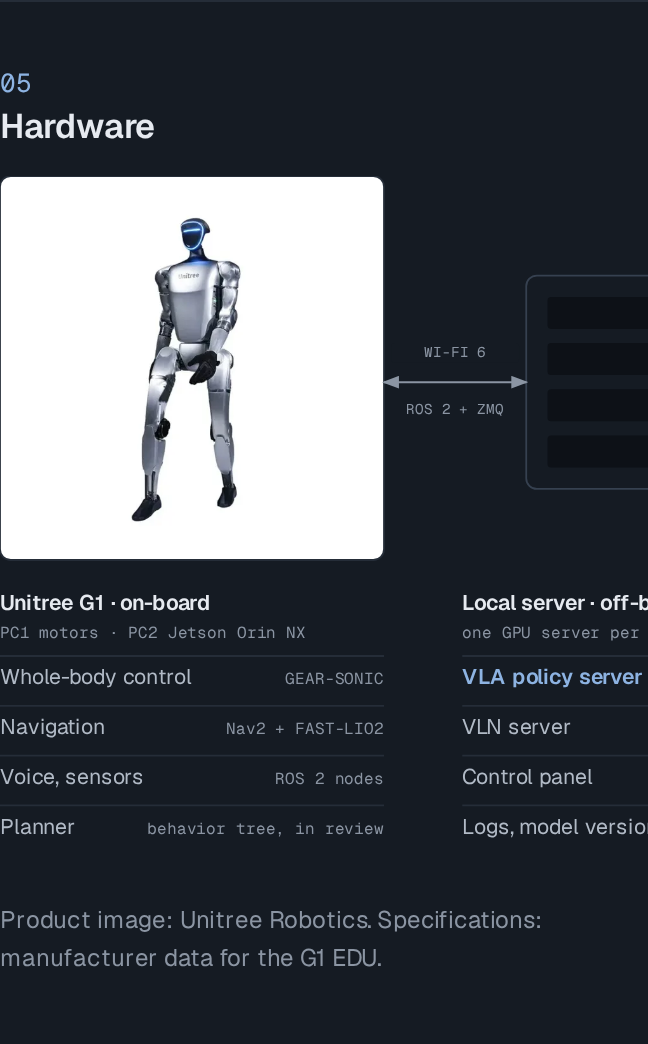 05
Hardware
Unitree
WI-FI 6
ROS 2 + ZMQ
Unitree G1 · on-board
PC1 motors · PC2 Jetson Orin NX
Whole-body control GEAR-SONIC
Navigation Nav2 + FAST-LIO2
Voice, sensors ROS 2 nodes
Planner behavior tree, in review
Local server · off-b
one GPU server per
VLA policy server
VLN server
Control panel
Logs, model versio
Product image: Unitree Robotics. Specifications:
manufacturer data for the G1 EDU.